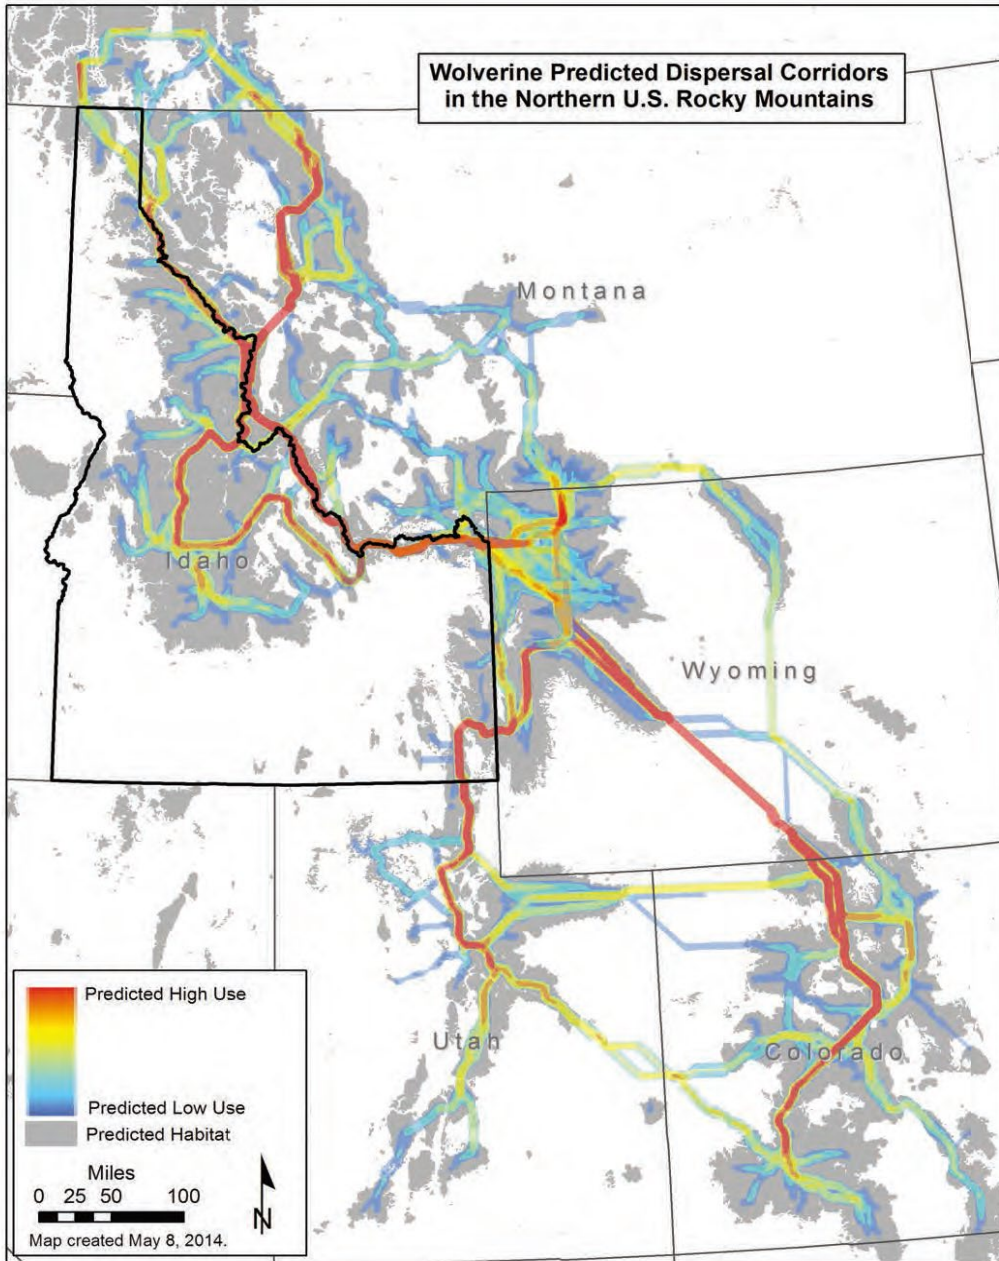 Wolverine Predicted Dispersal Corridors
in the Northern U.S. Rocky Mountains
Montana
Idaho
Wyoming
Utah
Colorado
Predicted High Use
Predicted Low Use
Predicted Habitat
Miles
0 25 50 100
N
Map created May 8, 2014.